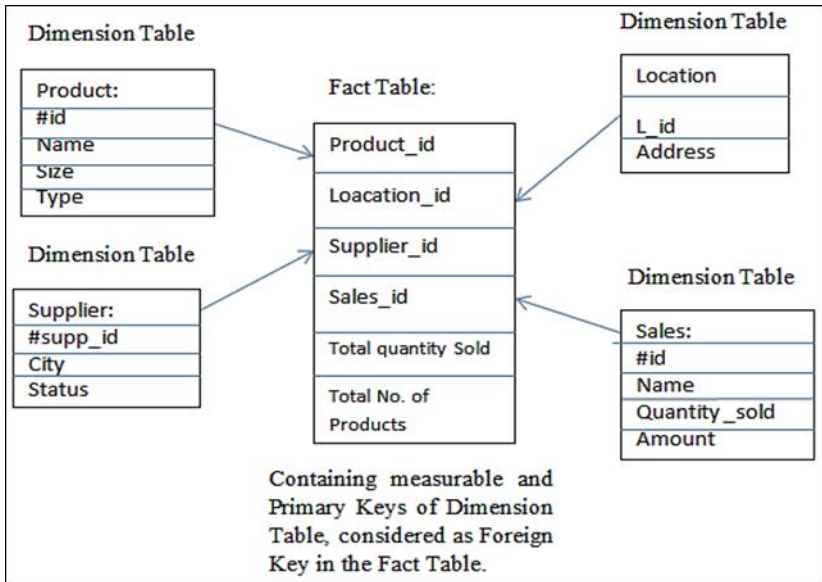 Dimension Table
Product:
#id
Name
Size
Type
Dimension Table
Supplier:
#supp_id
City
Status
Fact Table:
Product_id
Loacation_id
Supplier_id
Sales_id
Total quantity Sold
Total No. of
Products
Containing measurable and
Primary Keys of Dimension
Table, considered as Foreign
Key in the Fact Table.
Dimension Table
Location
L_id
Address
Dimension Table
Sales:
#id
Name
Quantity_sold
Amount